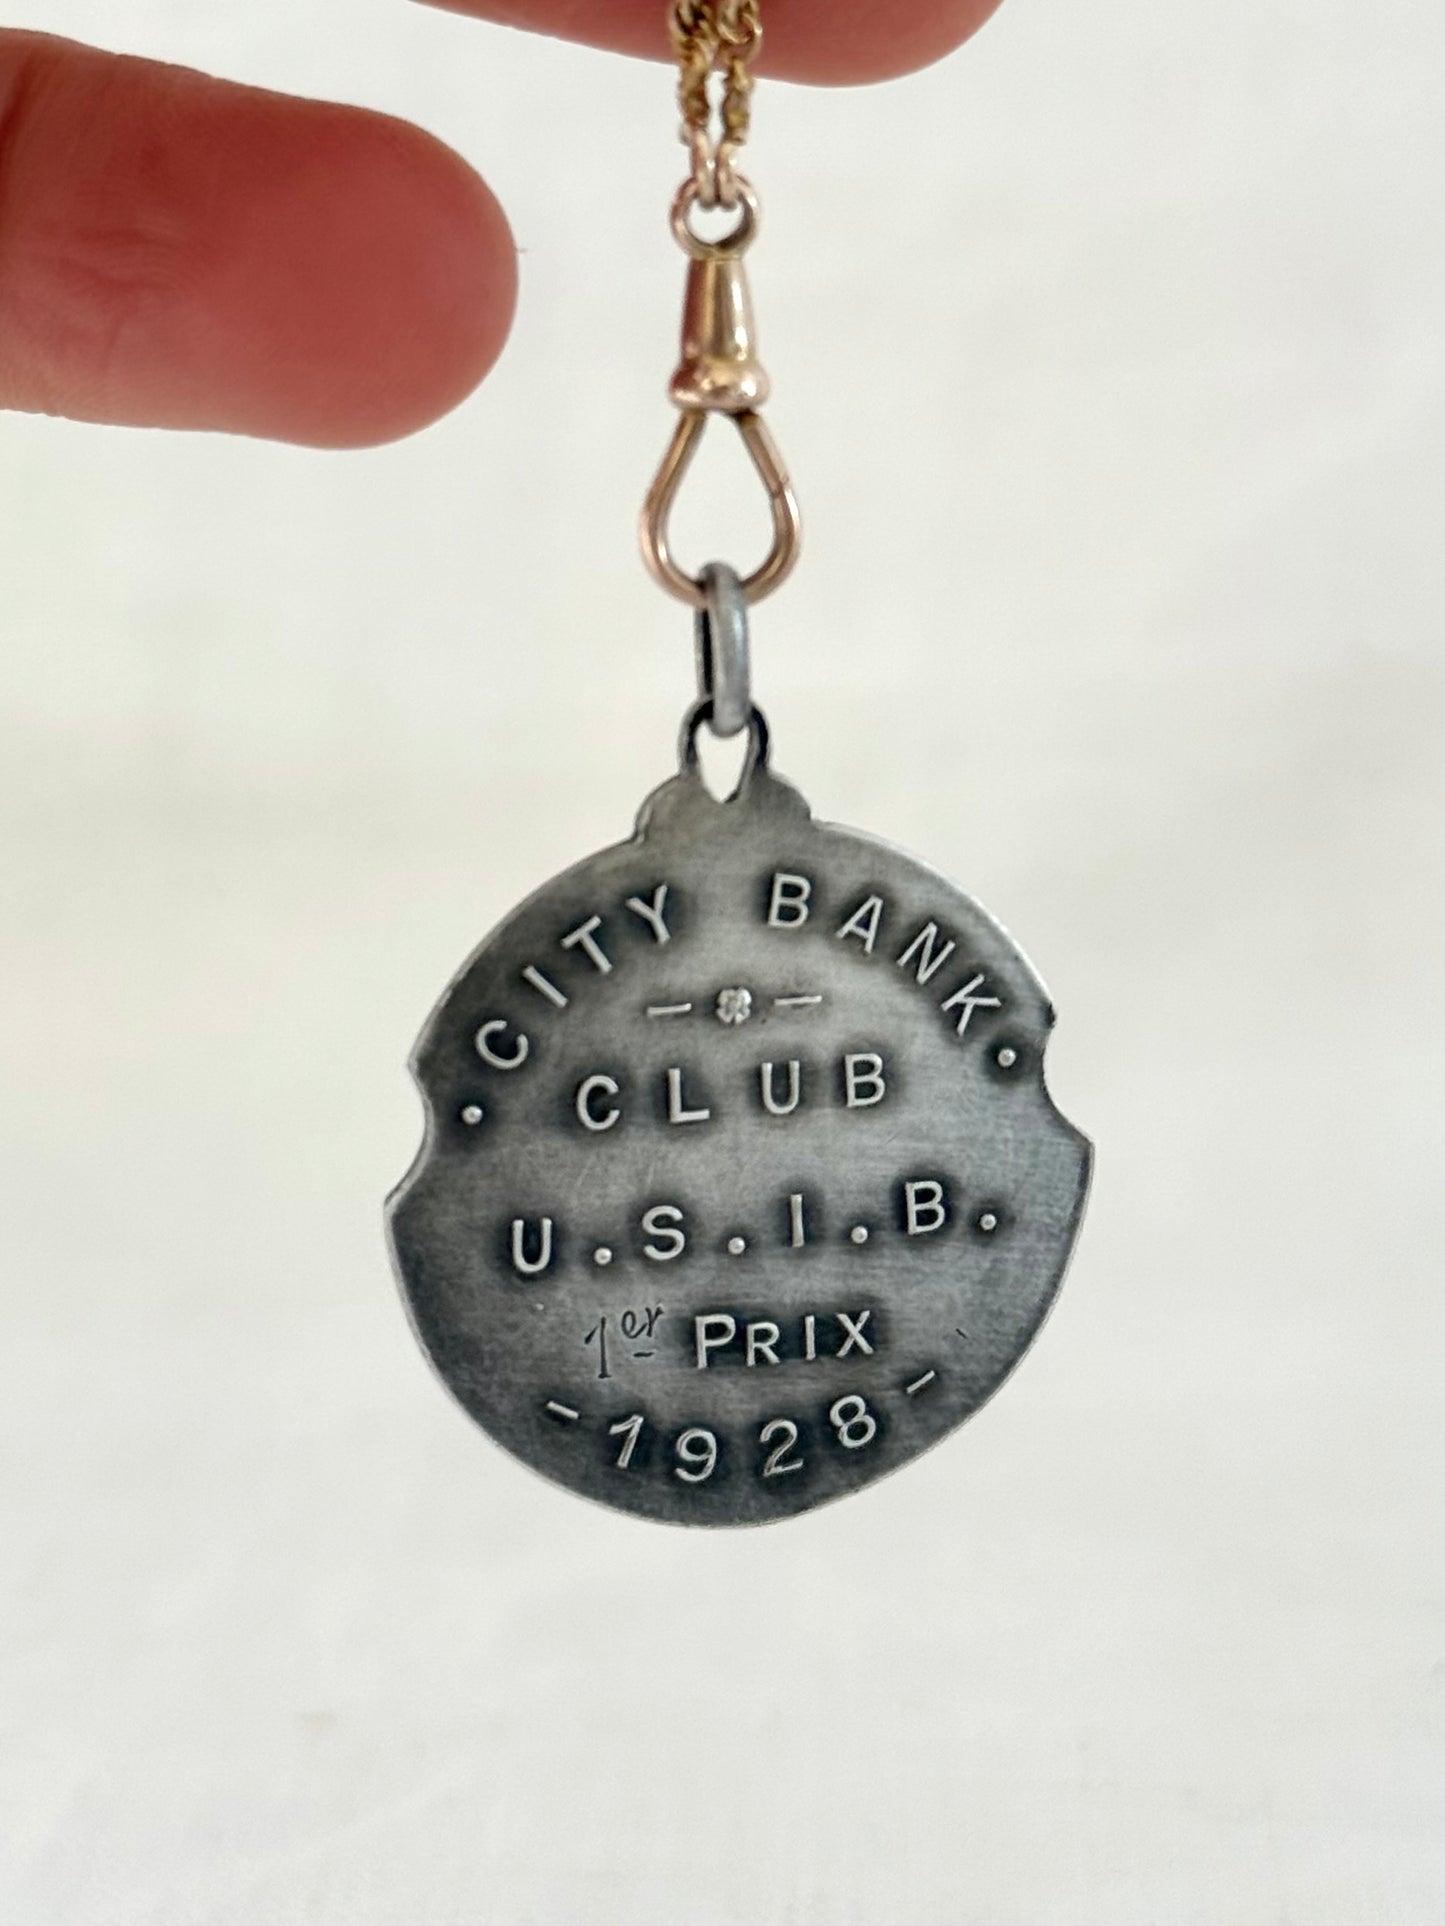 · CITY BANK ·
CLUB
U.S.I.B.
1er PRIX
- 1928 -